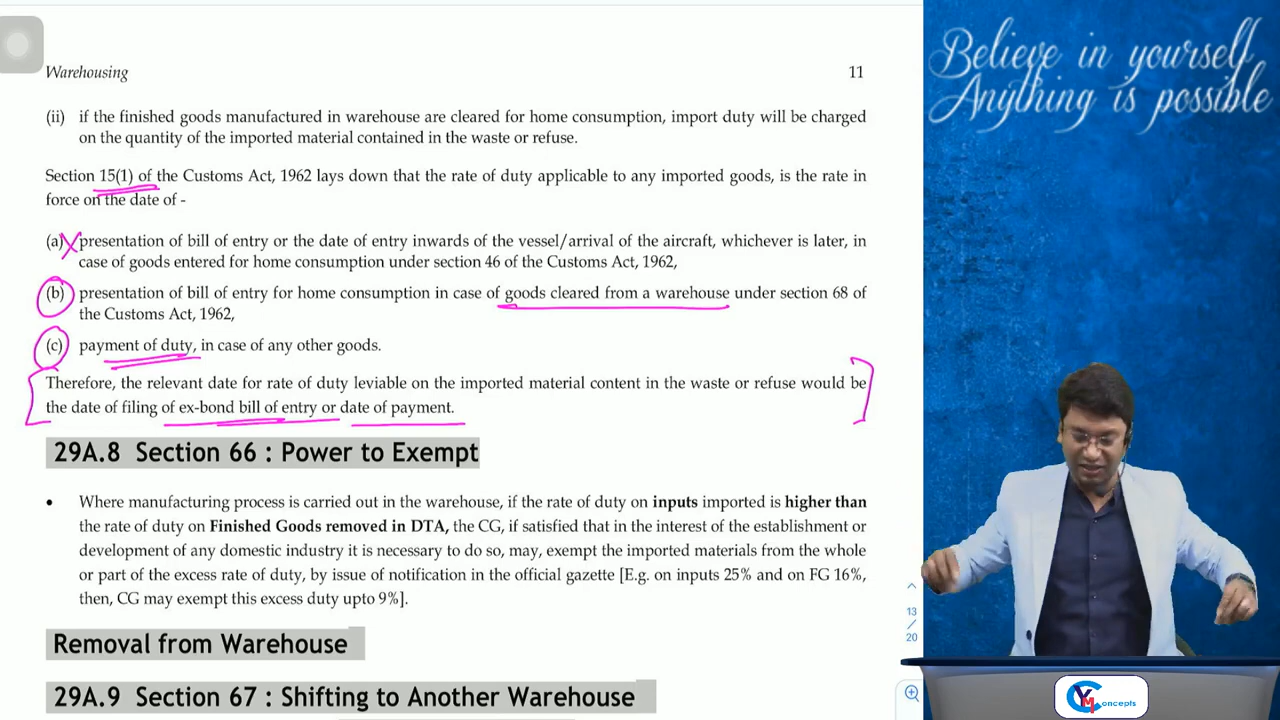 Warehousing 11
(ii) if the finished goods manufactured in warehouse are cleared for home consumption, import duty will be charged
on the quantity of the imported material contained in the waste or refuse.
Section 15(1) of the Customs Act, 1962 lays down that the rate of duty applicable to any imported goods, is the rate in
force on the date of -
(a) presentation of bill of entry or the date of entry inwards of the vessel/arrival of the aircraft, whichever is later, in
case of goods entered for home consumption under section 46 of the Customs Act, 1962,
(b) presentation of bill of entry for home consumption in case of goods cleared from a warehouse under section 68 of
the Customs Act, 1962,
(c) payment of duty, in case of any other goods.
Therefore, the relevant date for rate of duty leviable on the imported material content in the waste or refuse would be
the date of filing of ex-bond bill of entry or date of payment.
29A.8 Section 66 : Power to Exempt
• Where manufacturing process is carried out in the warehouse, if the rate of duty on inputs imported is higher than
the rate of duty on Finished Goods removed in DTA, the CG, if satisfied that in the interest of the establishment or
development of any domestic industry it is necessary to do so, may, exempt the imported materials from the whole
or part of the excess rate of duty, by issue of notification in the official gazette [E.g. on inputs 25% and on FG 16%,
then, CG may exempt this excess duty upto 9%].
Removal from Warehouse
29A.9 Section 67 : Shifting to Another Warehouse
13
/
20
Believe in yourself
Anything is possible
YM Concepts